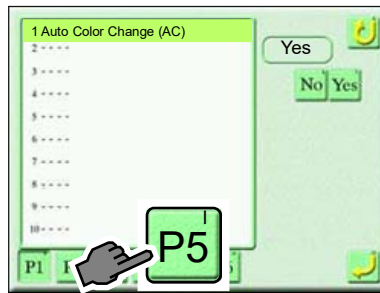 1 Auto Color Change (AC)
2 - - - -
3 - - - -
4 - - - -
5 - - - -
6 - - - -
7 - - - -
8 - - - -
9 - - - -
10 - - - -
Yes
No Yes
P1
P5